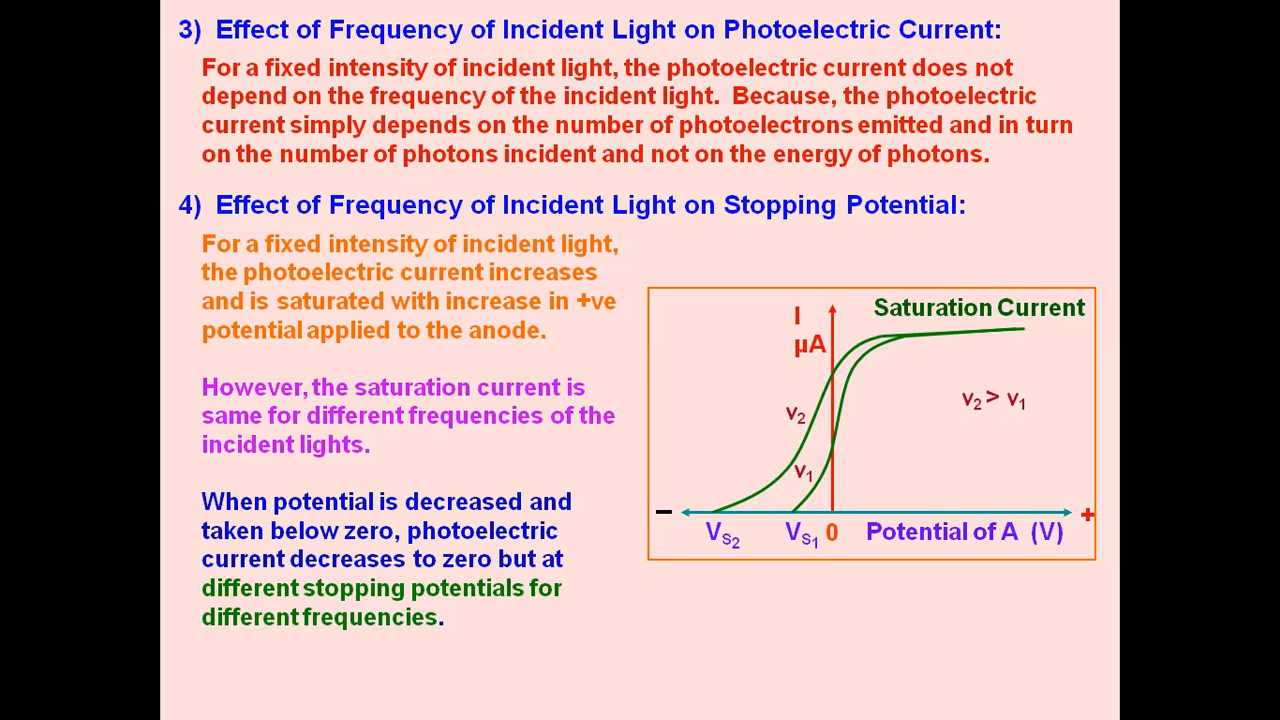 3) Effect of Frequency of Incident Light on Photoelectric Current:
For a fixed intensity of incident light, the photoelectric current does not
depend on the frequency of the incident light. Because, the photoelectric
current simply depends on the number of photoelectrons emitted and in turn
on the number of photons incident and not on the energy of photons.
4) Effect of Frequency of Incident Light on Stopping Potential:
For a fixed intensity of incident light,
the photoelectric current increases
and is saturated with increase in +ve
potential applied to the anode.
However, the saturation current is
same for different frequencies of the
incident lights.
When potential is decreased and
taken below zero, photoelectric
current decreases to zero but at
different stopping potentials for
different frequencies.
Saturation Current
I
µA
ν2 > ν1
ν2
ν1
– +
VS2 VS1 0 Potential of A (V)